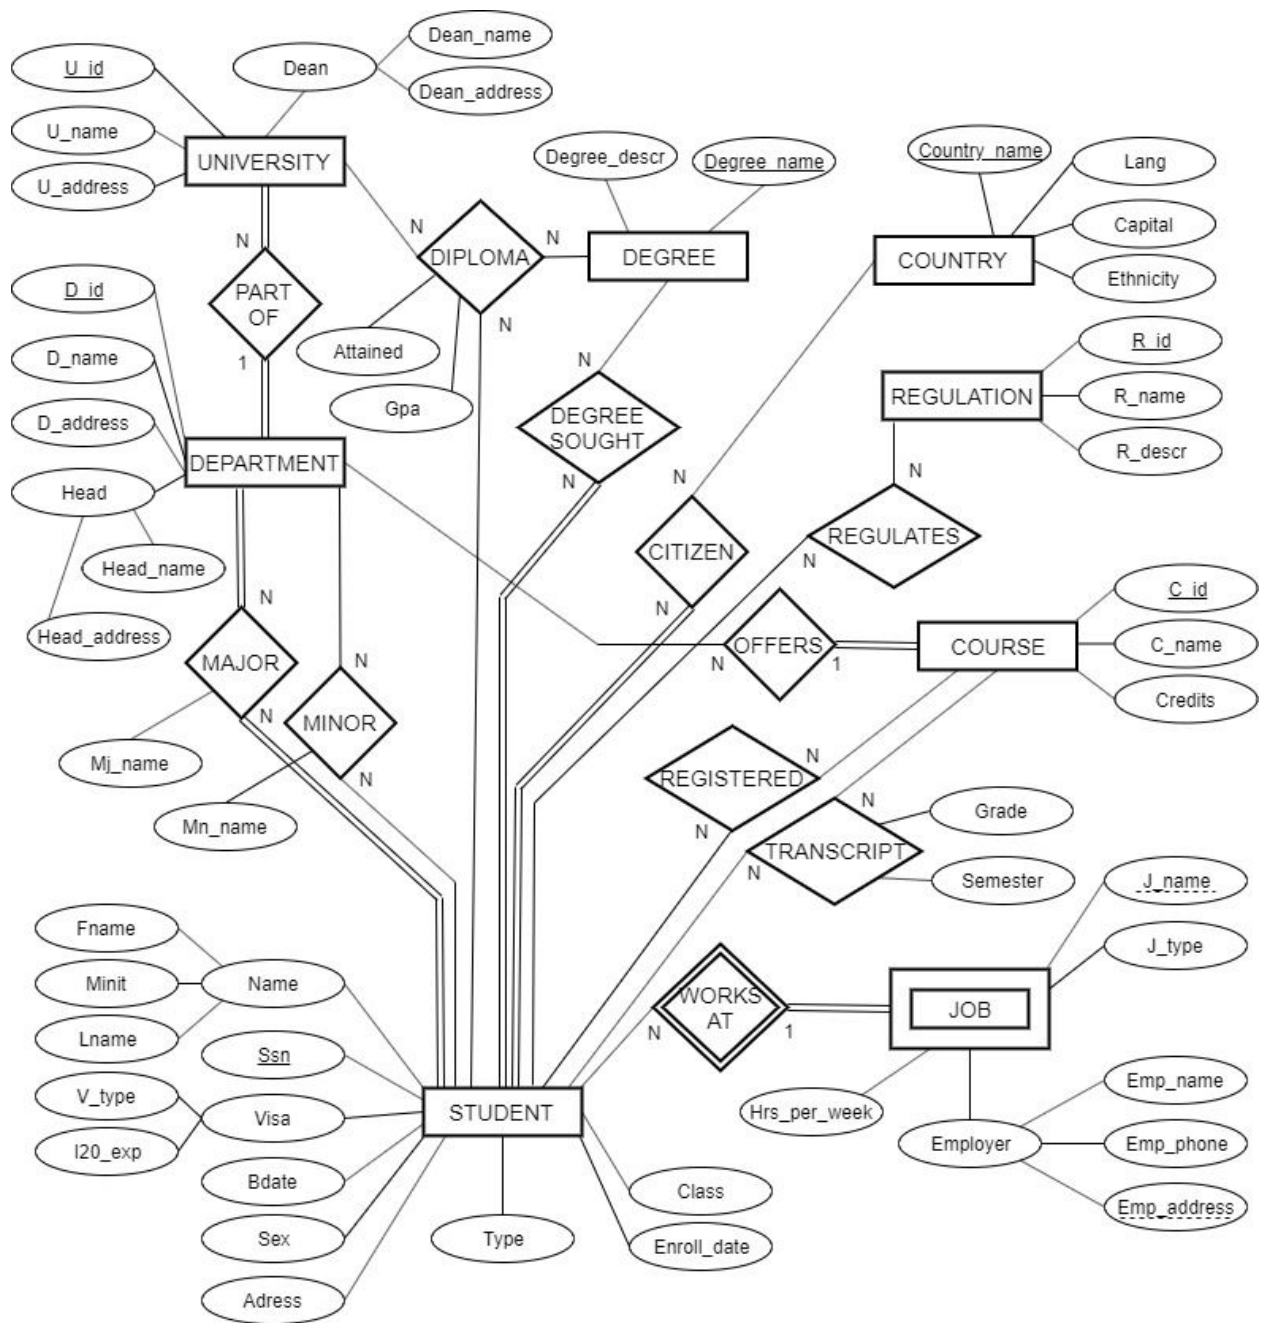 Dean_name
U_id
Dean
Dean_address
U_name
Degree_descr
Degree_name
Country_name
Lang
UNIVERSITY
U_address
Capital
N
N
N
DIPLOMA
DEGREE
COUNTRY
Ethnicity
D_id
PART
OF
N
R_id
Attained
D_name
1
N
REGULATION
R_name
Gpa
D_address
DEGREE
SOUGHT
R_descr
DEPARTMENT
N
N
N
Head
REGULATES
CITIZEN
N
Head_name
C_id
N
N
Head_address
OFFERS
COURSE
C_name
MAJOR
N
N
1
N
MINOR
Credits
Mj_name
N
N
REGISTERED
N
Mn_name
N
N
Grade
TRANSCRIPT
N
Semester
J_name
Fname
J_type
Minit
Name
WORKS
AT
JOB
Lname
N
1
Ssn
V_type
Visa
STUDENT
Hrs_per_week
Emp_name
I20_exp
Employer
Emp_phone
Bdate
Class
Emp_address
Sex
Type
Enroll_date
Adress